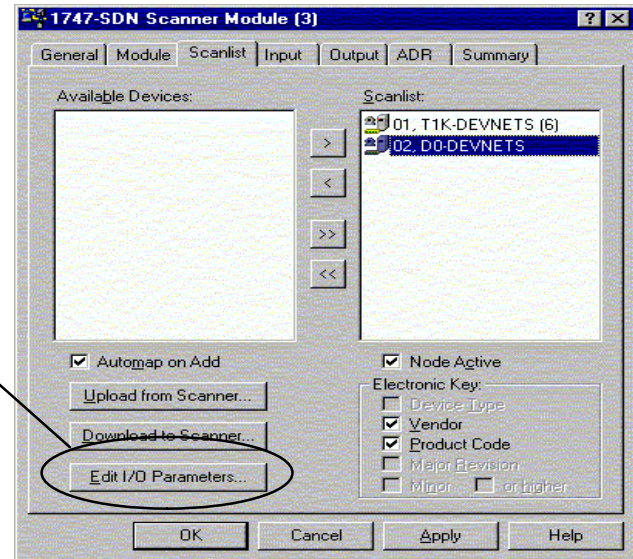 1747-SDN Scanner Module (3)
General Module Scanlist Input Output ADR Summary
Available Devices:
Scanlist:
01, T1K-DEVNETS (6)
02, D0-DEVNETS
>
<
>>
<<
Automap on Add
Node Active
Upload from Scanner...
Download to Scanner...
Edit I/O Parameters...
Electronic Key:
Device Type
Vendor
Product Code
Major Revision
Minor or higher
OK Cancel Apply Help